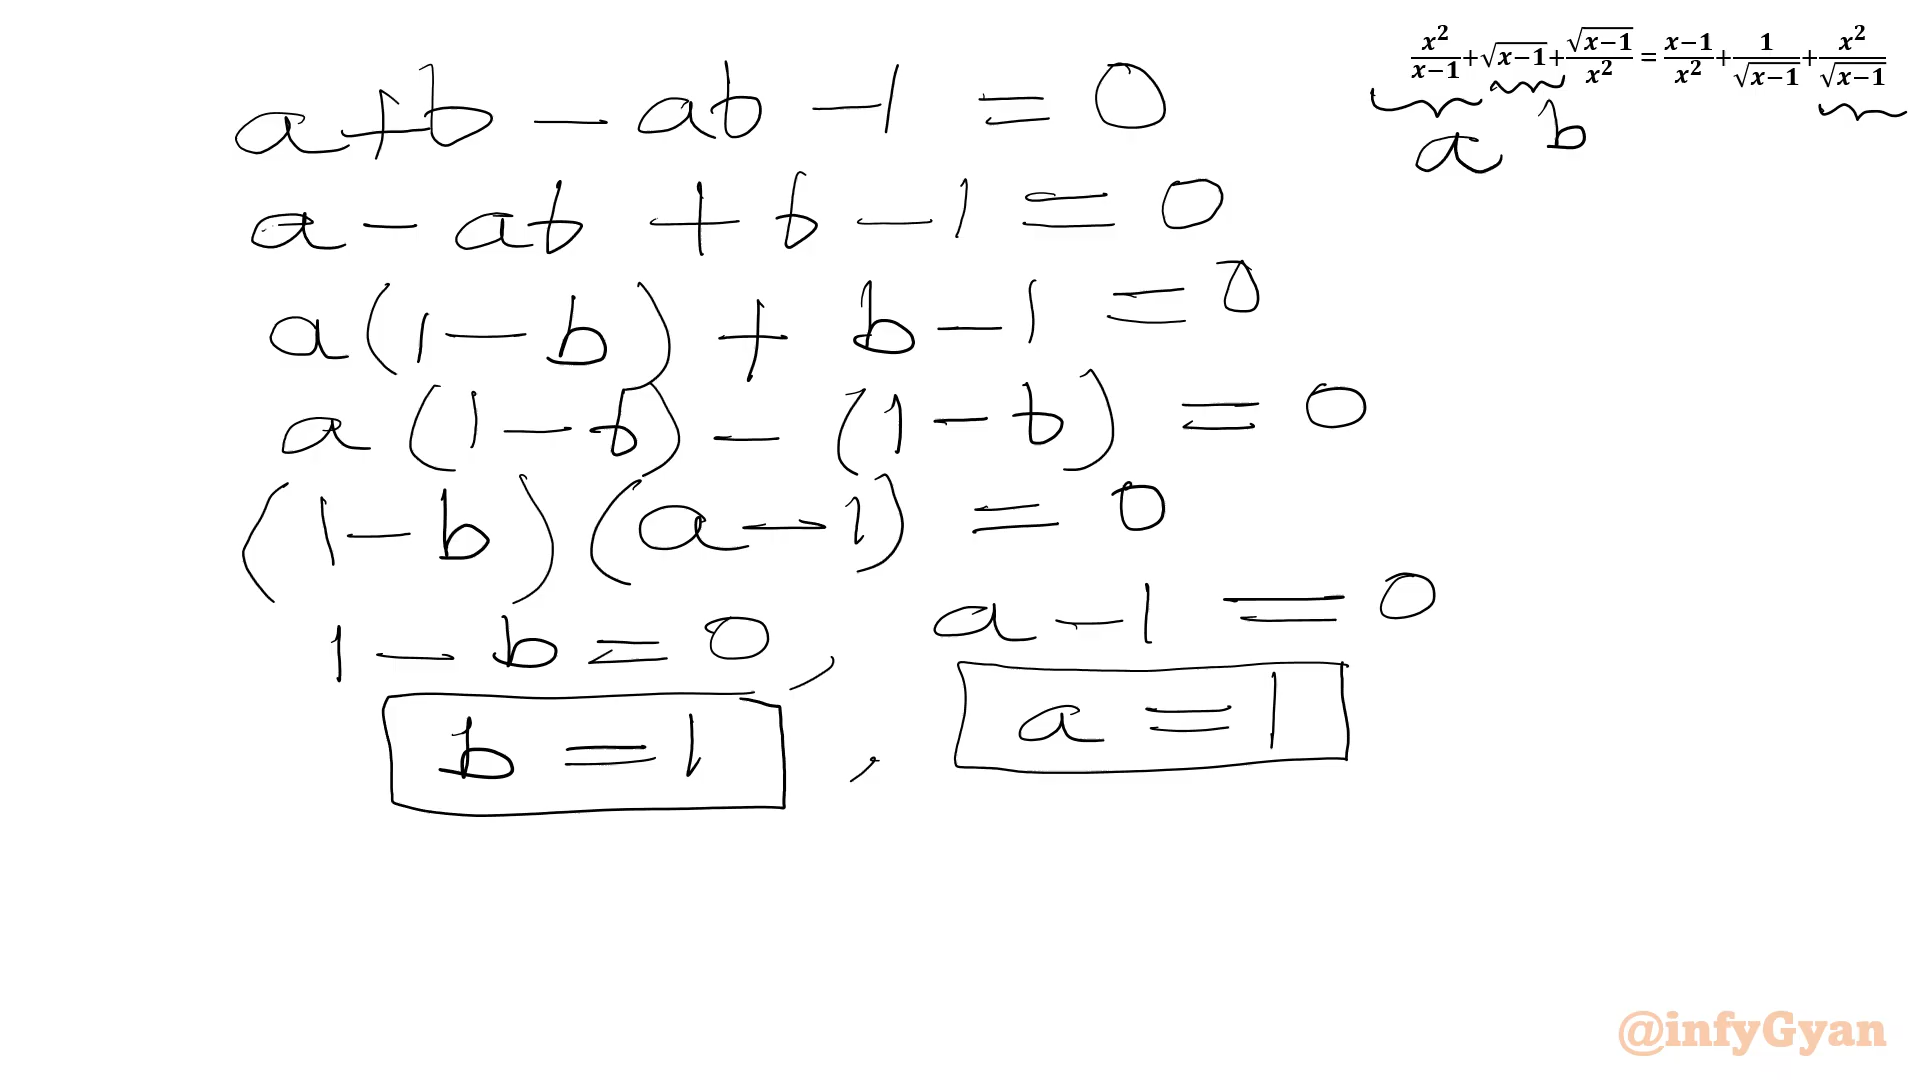 x²/(x−1) + √(x−1) + √(x−1)/x² = (x−1)/x² + 1/√(x−1) + x²/√(x−1)
a b
a + b − ab − 1 = 0
a − ab + b − 1 = 0
a(1 − b) + b − 1 = 0
a(1 − b) − (1 − b) = 0
(1 − b)(a − 1) = 0
1 − b = 0, a − 1 = 0
b = 1, a = 1
@infyGyan